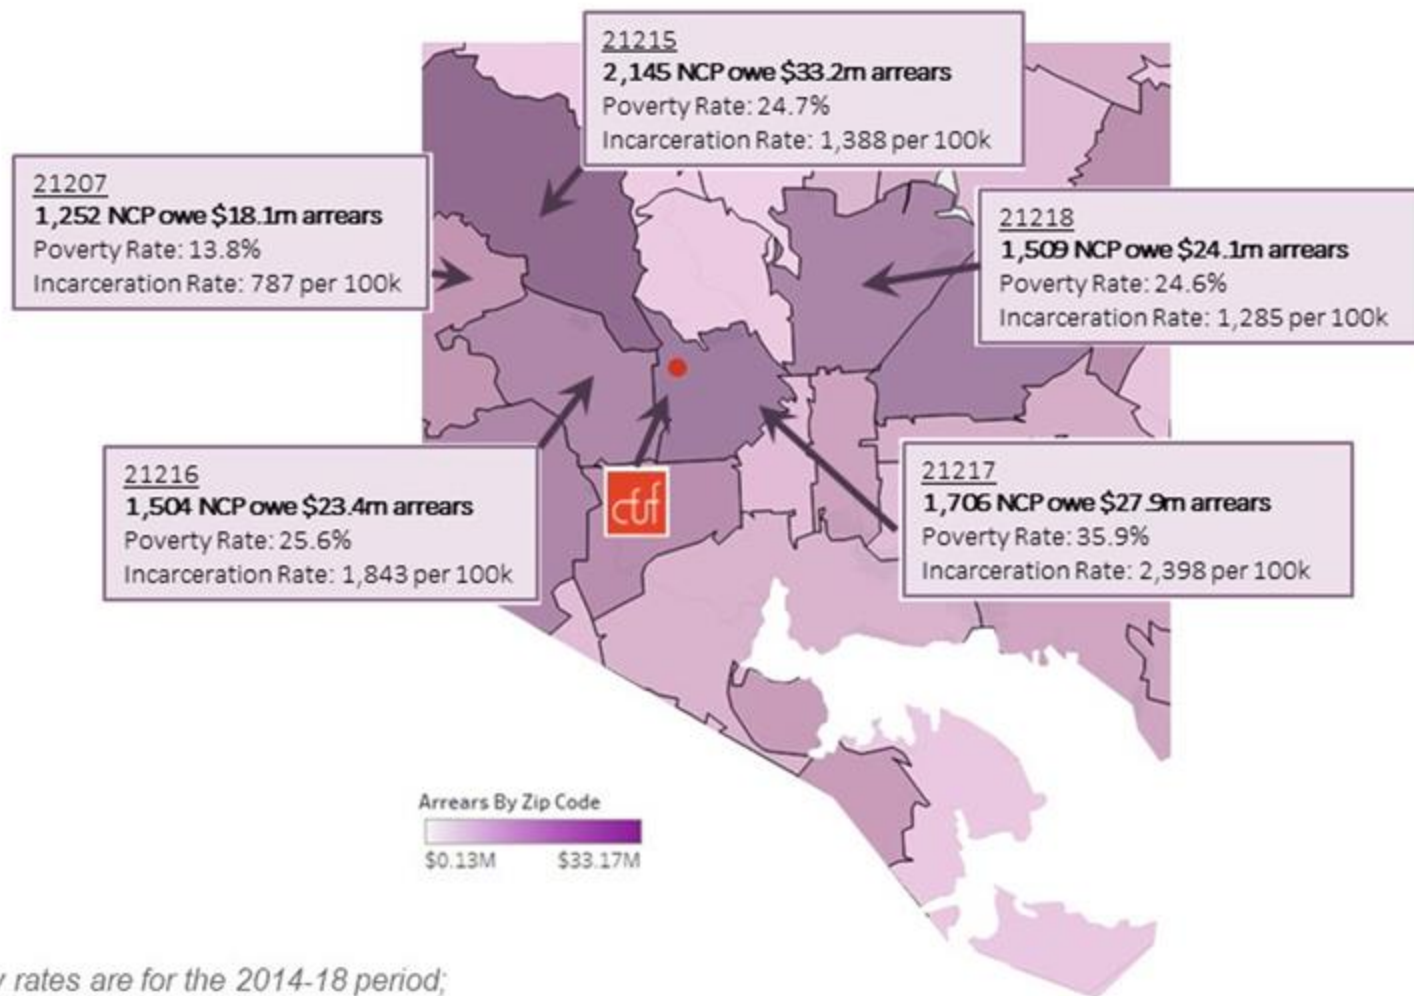 21215
2,145 NCP owe $33.2m arrears
Poverty Rate: 24.7%
Incarceration Rate: 1,388 per 100k
21207
1,252 NCP owe $18.1m arrears
Poverty Rate: 13.8%
Incarceration Rate: 787 per 100k
21218
1,509 NCP owe $24.1m arrears
Poverty Rate: 24.6%
Incarceration Rate: 1,285 per 100k
21216
1,504 NCP owe $23.4m arrears
Poverty Rate: 25.6%
Incarceration Rate: 1,843 per 100k
cfuf
21217
1,706 NCP owe $27.9m arrears
Poverty Rate: 35.9%
Incarceration Rate: 2,398 per 100k
Arrears By Zip Code
$0.13M $33.17M
y rates are for the 2014-18 period;